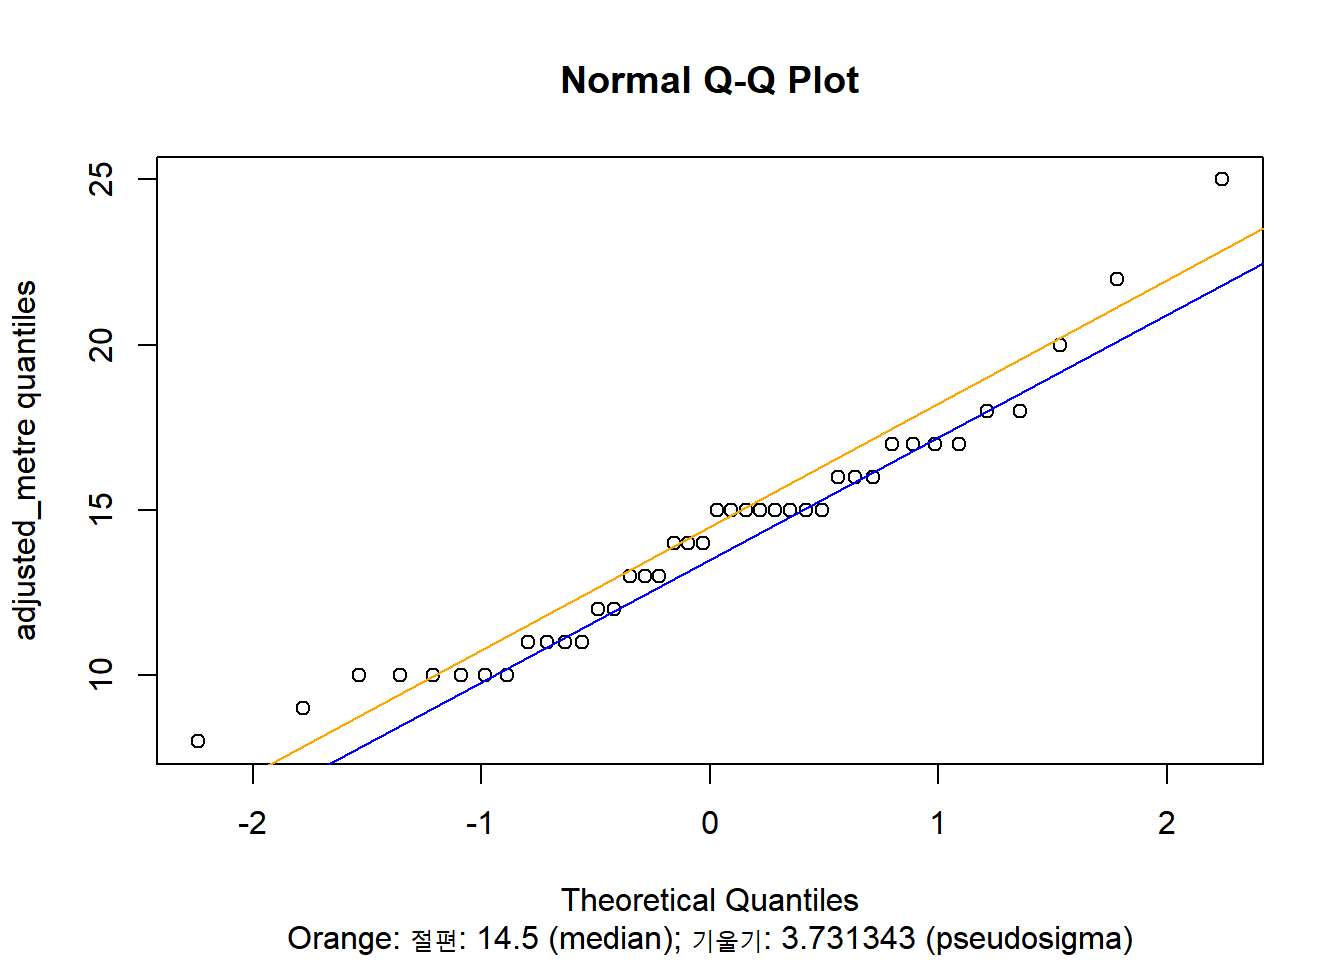 Normal Q-Q Plot
adjusted_metre quantiles
25
20
15
10
-2 -1 0 1 2
Theoretical Quantiles
Orange: 절편: 14.5 (median); 기울기: 3.731343 (pseudosigma)